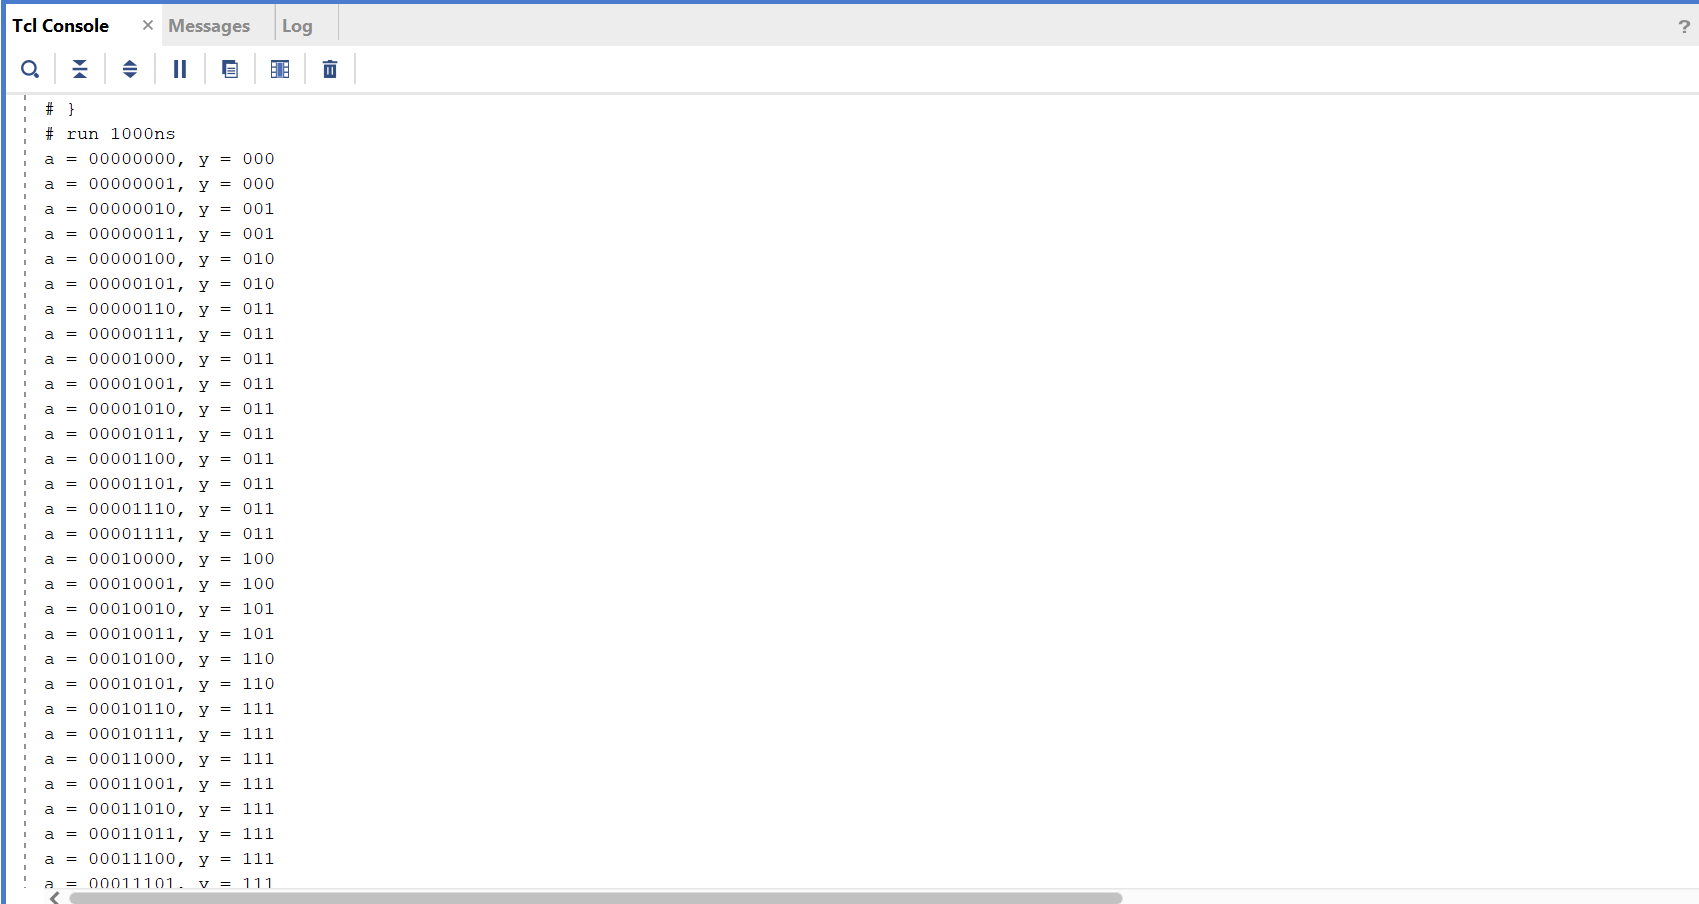 Tcl Console × Messages Log ?
# }
# run 1000ns
a = 00000000, y = 000
a = 00000001, y = 000
a = 00000010, y = 001
a = 00000011, y = 001
a = 00000100, y = 010
a = 00000101, y = 010
a = 00000110, y = 011
a = 00000111, y = 011
a = 00001000, y = 011
a = 00001001, y = 011
a = 00001010, y = 011
a = 00001011, y = 011
a = 00001100, y = 011
a = 00001101, y = 011
a = 00001110, y = 011
a = 00001111, y = 011
a = 00010000, y = 100
a = 00010001, y = 100
a = 00010010, y = 101
a = 00010011, y = 101
a = 00010100, y = 110
a = 00010101, y = 110
a = 00010110, y = 111
a = 00010111, y = 111
a = 00011000, y = 111
a = 00011001, y = 111
a = 00011010, y = 111
a = 00011011, y = 111
a = 00011100, y = 111
a = 00011101, y = 111